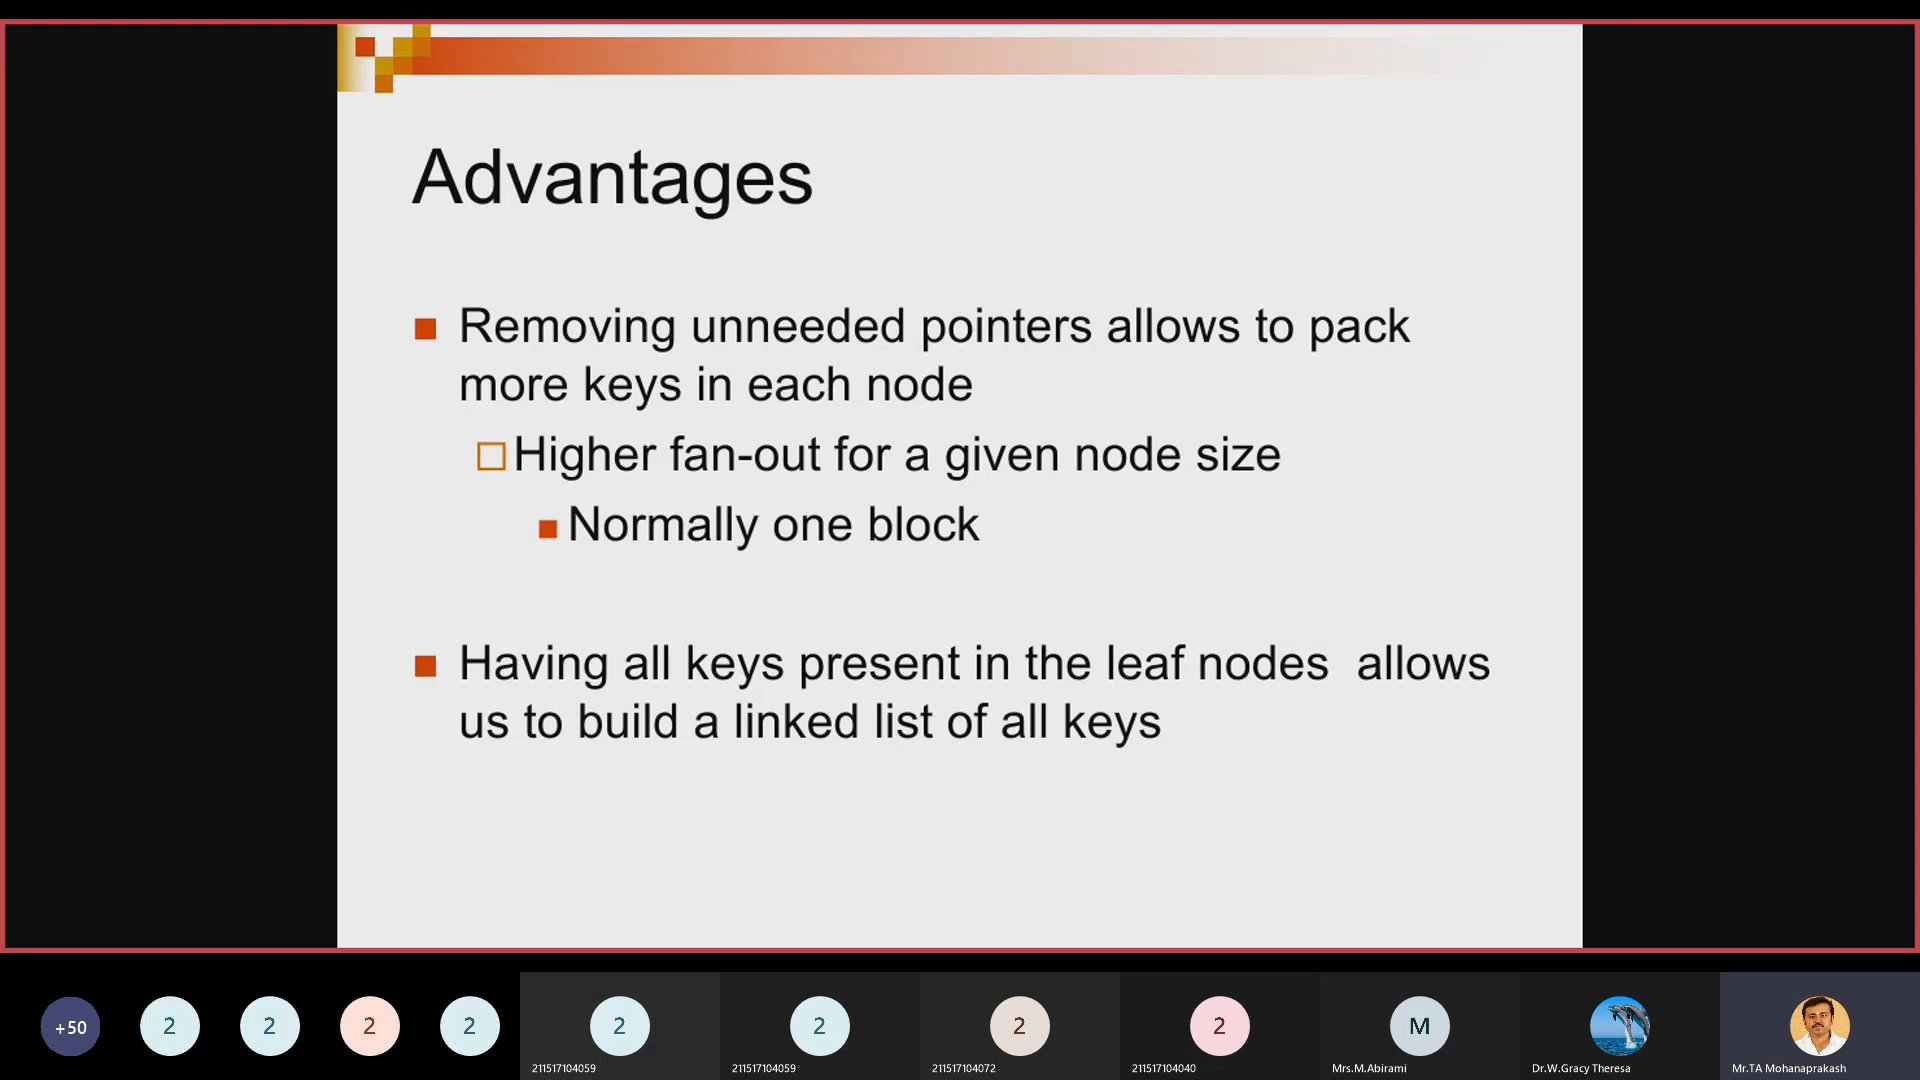 Advantages
Removing unneeded pointers allows to pack
more keys in each node
Higher fan-out for a given node size
Normally one block
Having all keys present in the leaf nodes allows
us to build a linked list of all keys
+50
2
2
2
2
2
2
2
2
M
211517104059
211517104059
211517104072
211517104040
Mrs.M.Abirami
Dr.W.Gracy Theresa
Mr.TA Mohanaprakash